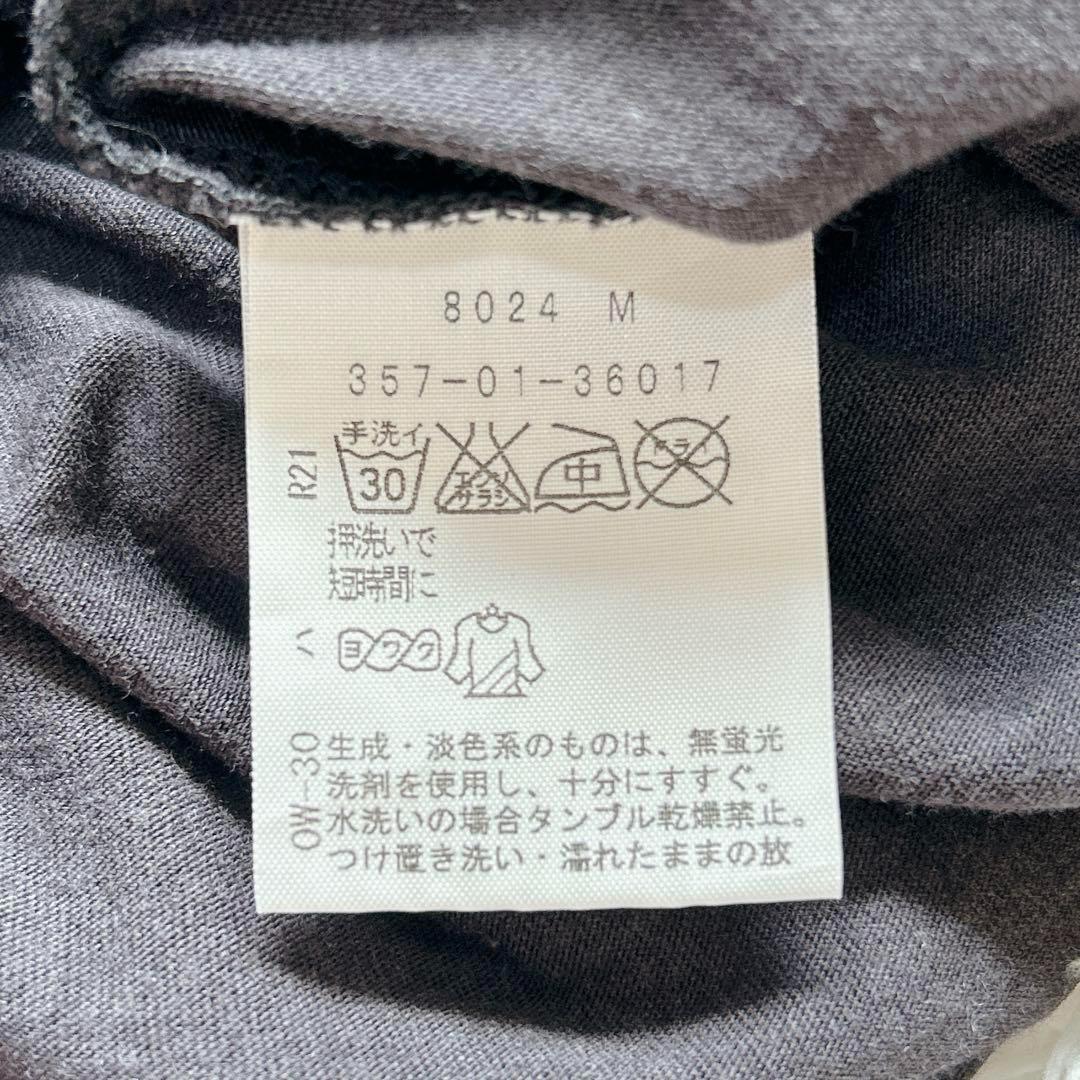 8024 M
357-01-36017
R21
手洗イ
30
エンソ
サラシ
中
ドライ
押洗いで
短時間に
ヨワク
OW-30
生成・淡色系のものは、無蛍光
洗剤を使用し、十分にすすぐ。
水洗いの場合タンブル乾燥禁止。
つけ置き洗い・濡れたままの放